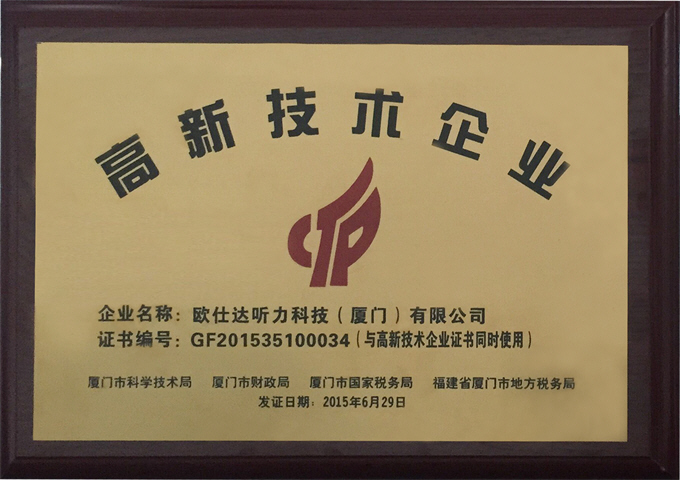 高新技术企业
CTP
企业名称：欧仕达听力科技（厦门）有限公司
证书编号：GF201535100034（与高新技术企业证书同时使用）
厦门市科学技术局 厦门市财政局 厦门市国家税务局 福建省厦门市地方税务局
发证日期：2015年6月29日